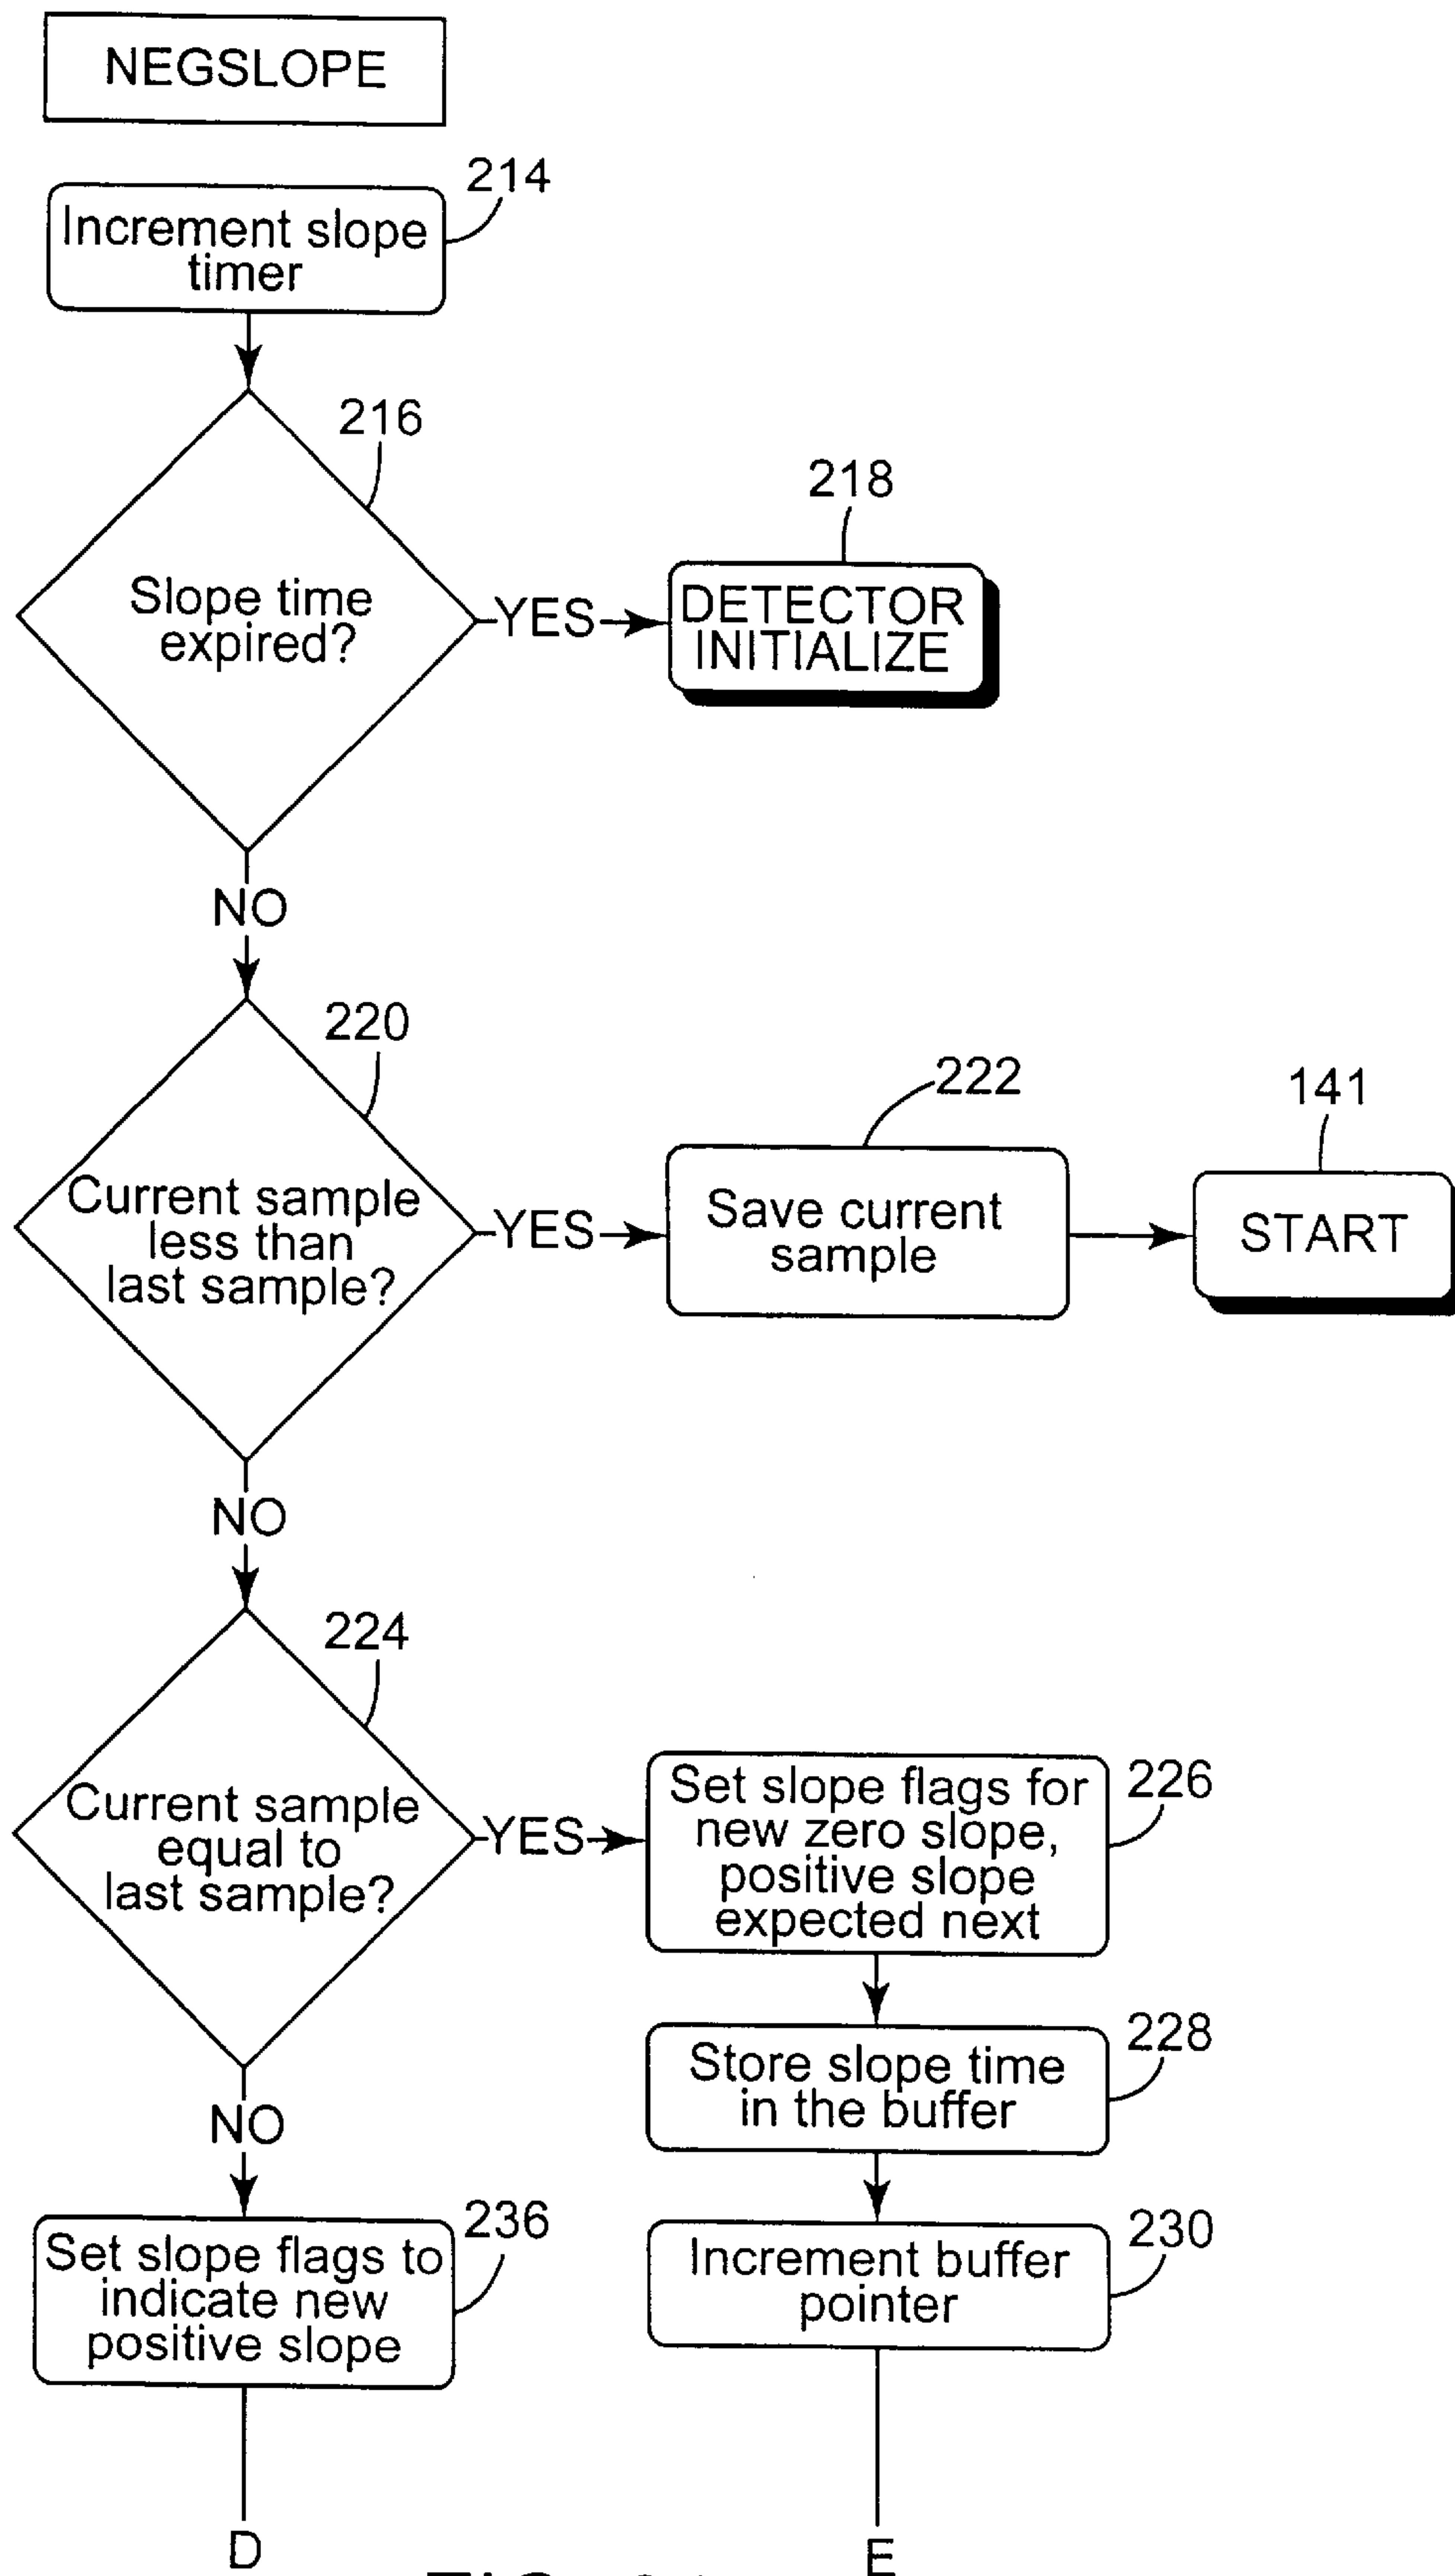 NEGSLOPE
214
Increment slope
timer
216
Slope time
expired?
YES
218
DETECTOR
INITIALIZE
NO
220
Current sample
less than
last sample?
YES
222
Save current
sample
141
START
NO
224
Current sample
equal to
last sample?
YES
226
Set slope flags for
new zero slope,
positive slope
expected next
228
Store slope time
in the buffer
NO
236
Set slope flags to
indicate new
positive slope
230
Increment buffer
pointer
D
E